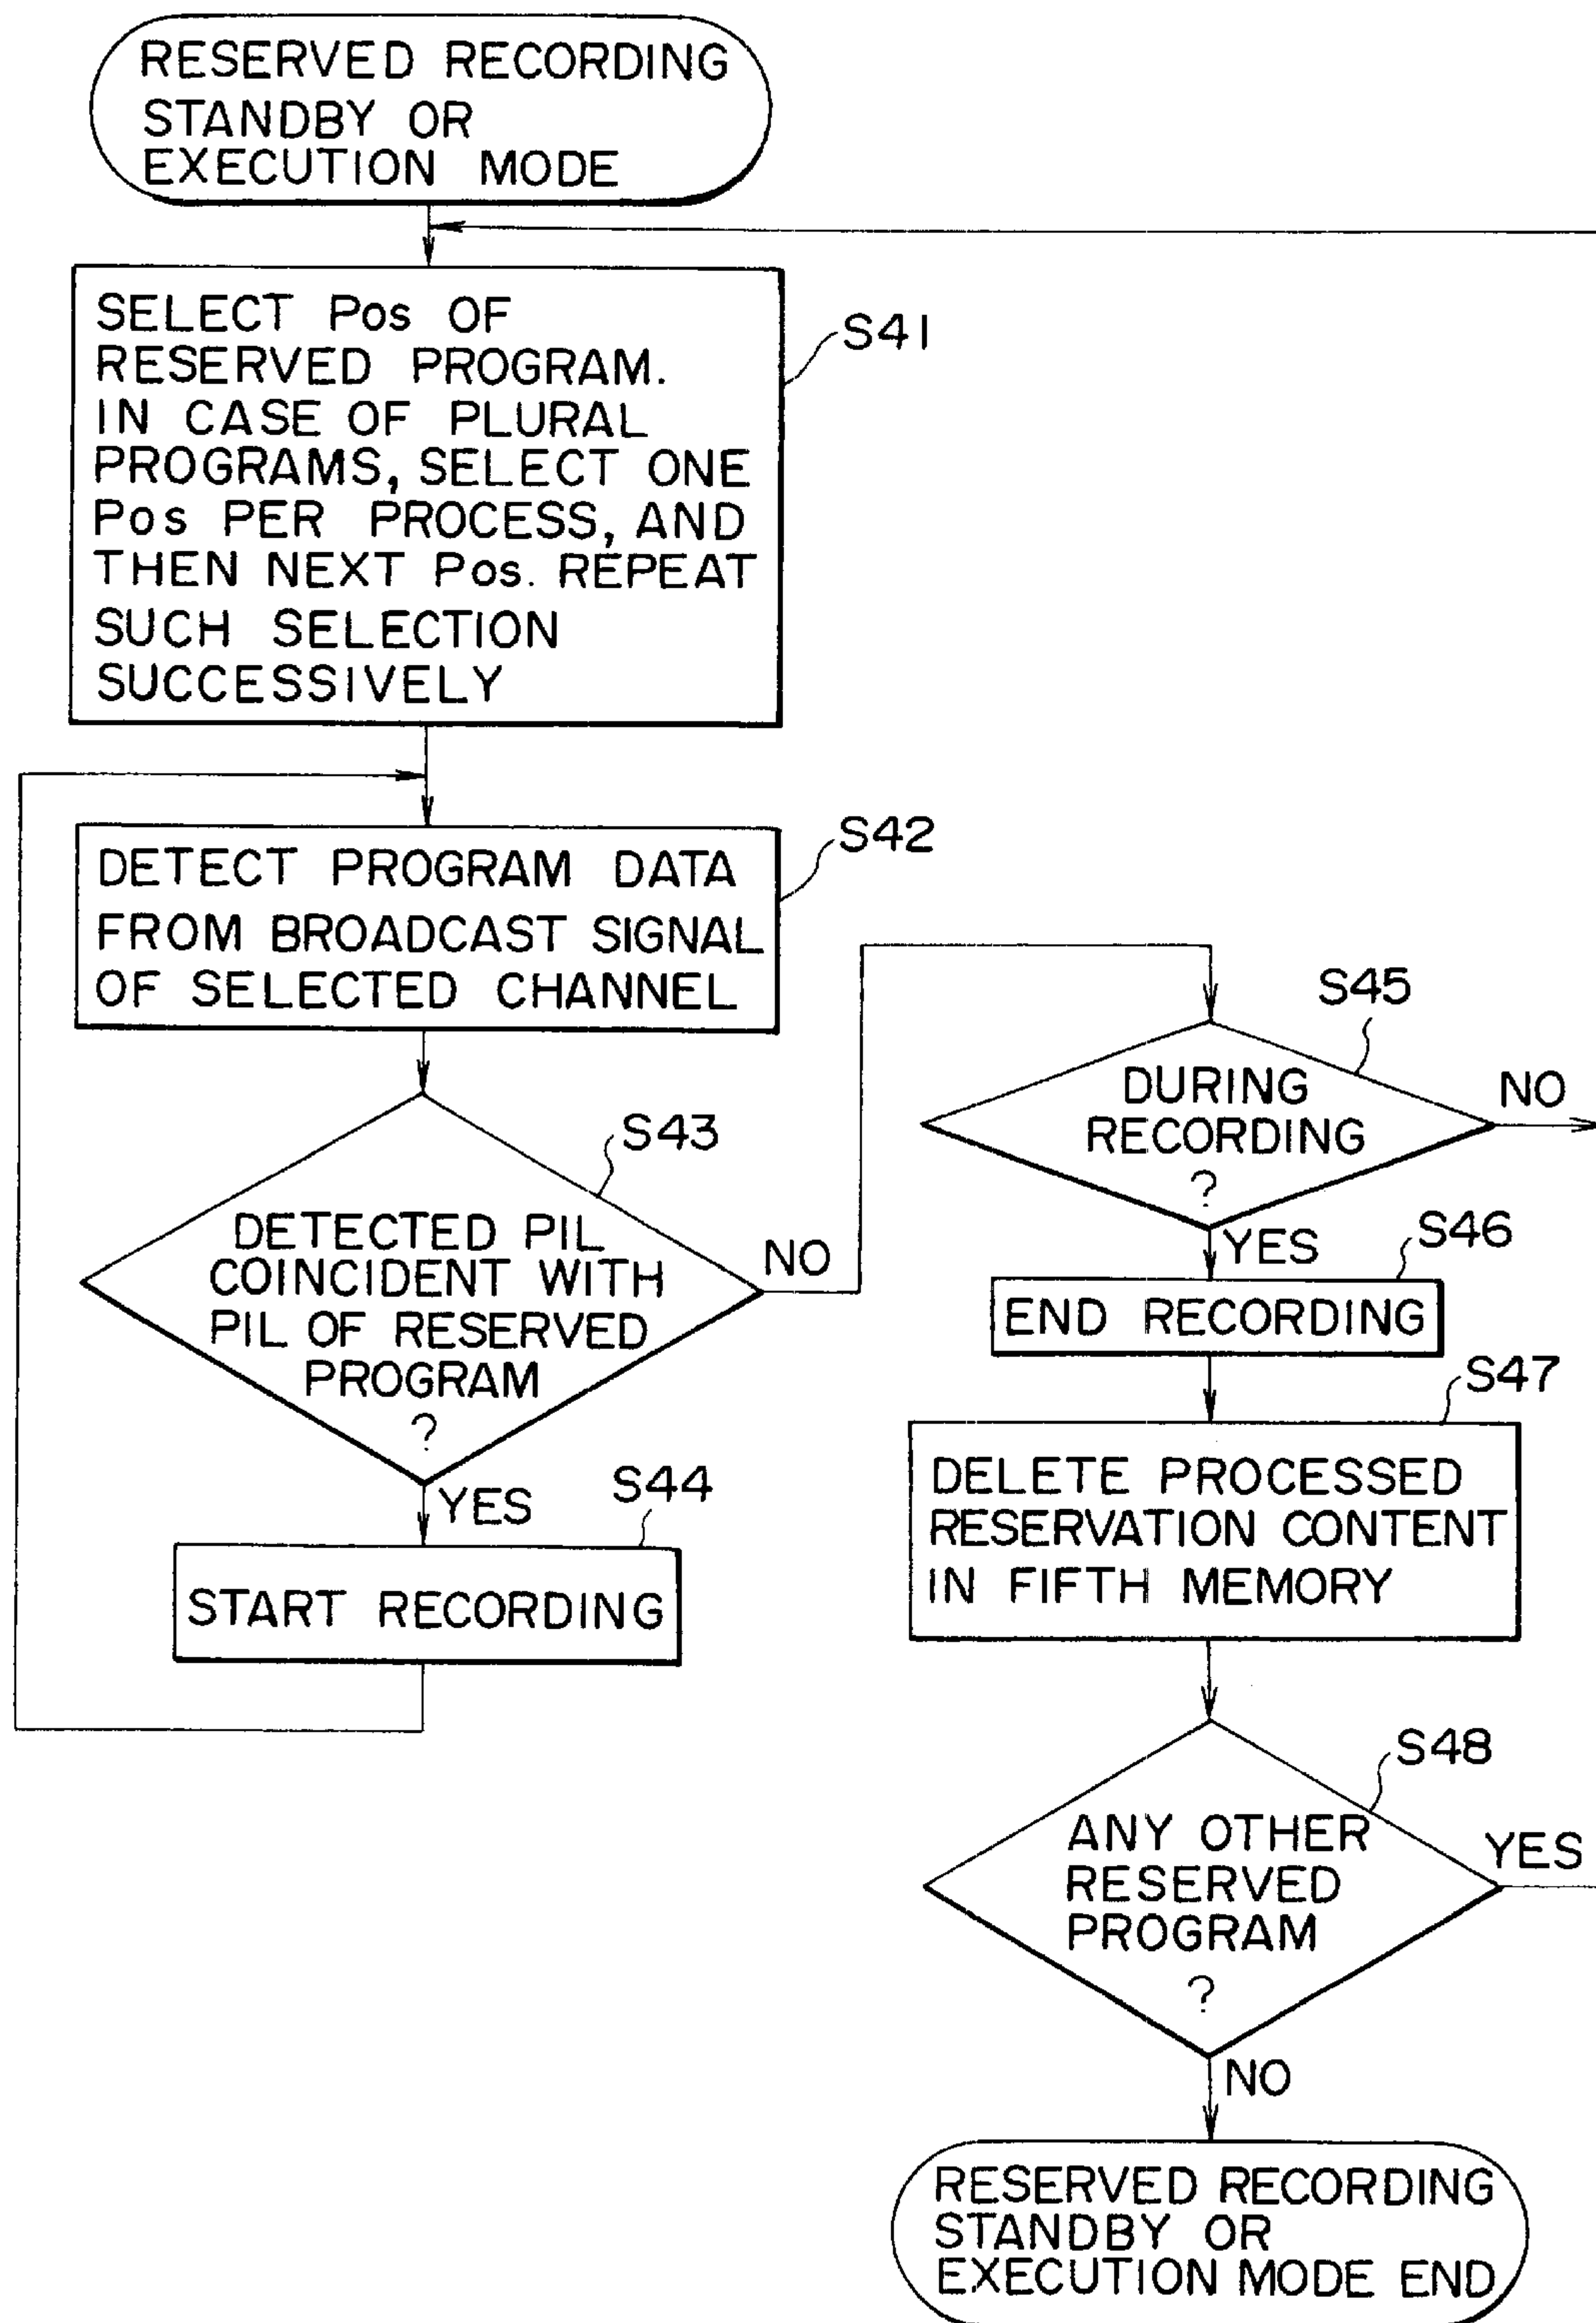 RESERVED RECORDING
STANDBY OR
EXECUTION MODE
SELECT Pos OF
RESERVED PROGRAM.
IN CASE OF PLURAL
PROGRAMS, SELECT ONE
Pos PER PROCESS, AND
THEN NEXT Pos. REPEAT
SUCH SELECTION
SUCCESSIVELY
S41
DETECT PROGRAM DATA
FROM BROADCAST SIGNAL
OF SELECTED CHANNEL
S42
DETECTED PIL
COINCIDENT WITH
PIL OF RESERVED
PROGRAM
?
S43
NO
YES
S44
START RECORDING
S45
DURING
RECORDING
?
NO
YES
S46
END RECORDING
S47
DELETE PROCESSED
RESERVATION CONTENT
IN FIFTH MEMORY
S48
ANY OTHER
RESERVED
PROGRAM
?
YES
NO
RESERVED RECORDING
STANDBY OR
EXECUTION MODE END